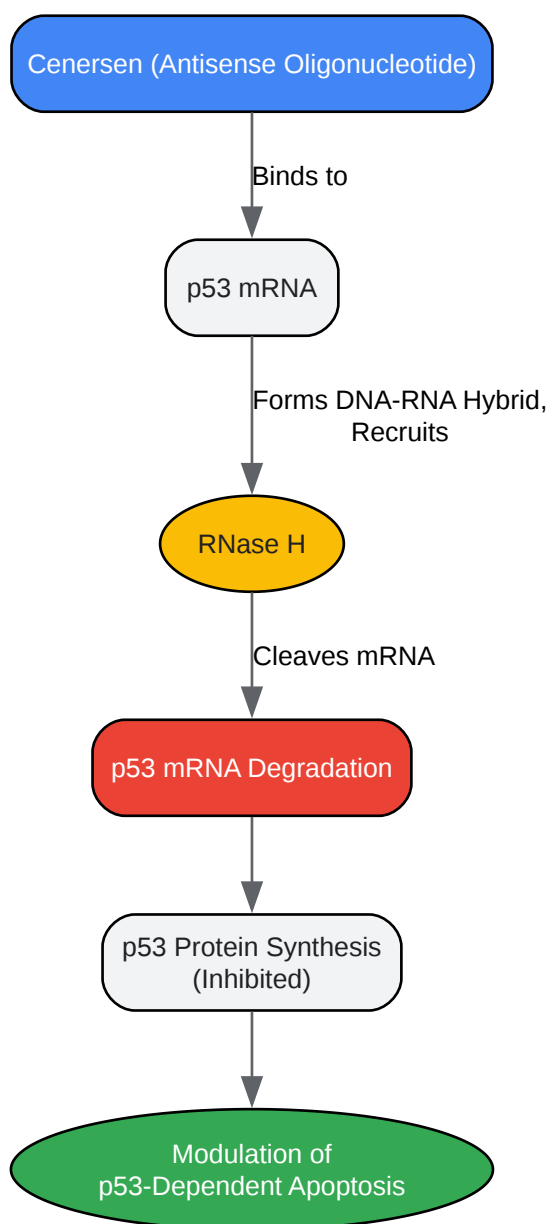 Cenersen (Antisense Oligonucleotide)
Binds to
p53 mRNA
Forms DNA-RNA Hybrid,
Recruits
RNase H
Cleaves mRNA
p53 mRNA Degradation
p53 Protein Synthesis
(Inhibited)
Modulation of
p53-Dependent Apoptosis